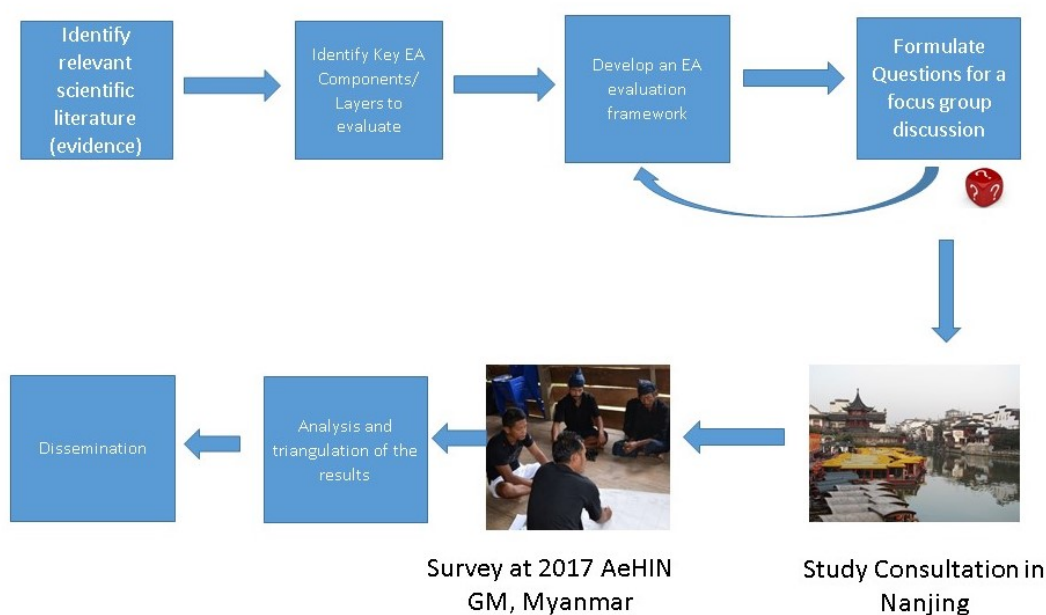 Identify
relevant
scientific
literature
(evidence)
Identify Key EA
Components/
Layers to
evaluate
Develop an EA
evaluation
framework
Formulate
Questions for a
focus group
discussion
? ? ?
Dissemination
Analysis and
triangulation of the
results
Survey at 2017 AeHIN
GM, Myanmar
Study Consultation in
Nanjing